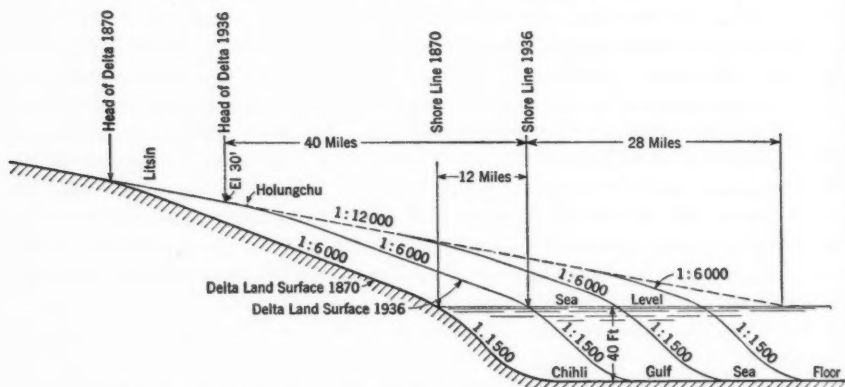 Head of Delta 1870
Head of Delta 1936
Shore Line 1870
Shore Line 1936
40 Miles
28 Miles
12 Miles
Litsin
El 30'
Holungchu
1:12000
1:6000
1:6000
1:6000
1:6000
Delta Land Surface 1870
Delta Land Surface 1936
Sea Level
1.1500
1:1500
40 Ft
1:1500
1:1500
Chihli Gulf Sea Floor